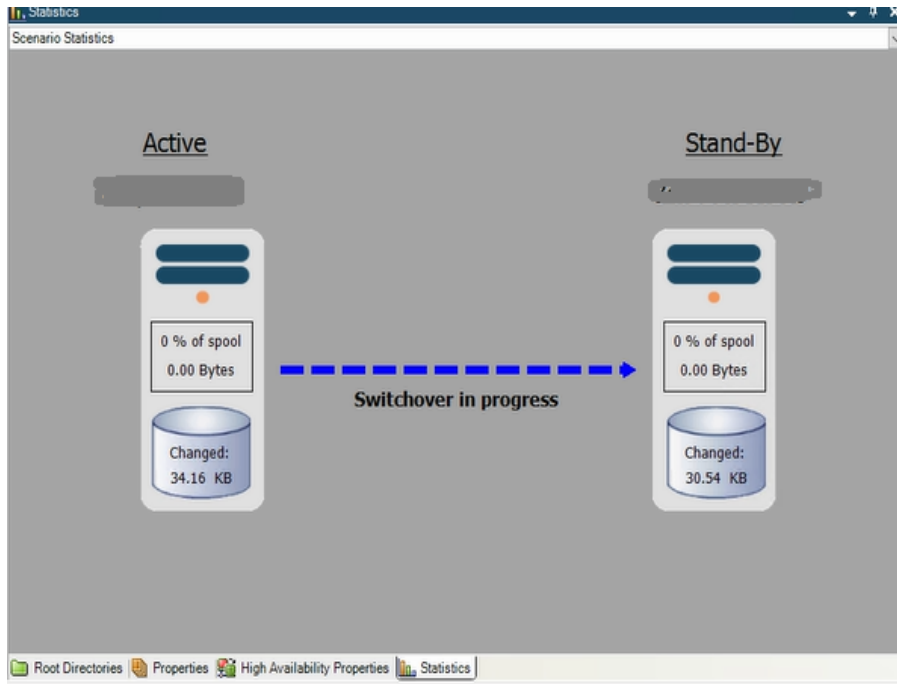 Statistics
Scenario Statistics
Active
Stand-By
0 % of spool
0.00 Bytes
Changed:
34.16 KB
Switchover in progress
0 % of spool
0.00 Bytes
Changed:
30.54 KB
Root Directories
Properties
High Availability Properties
Statistics